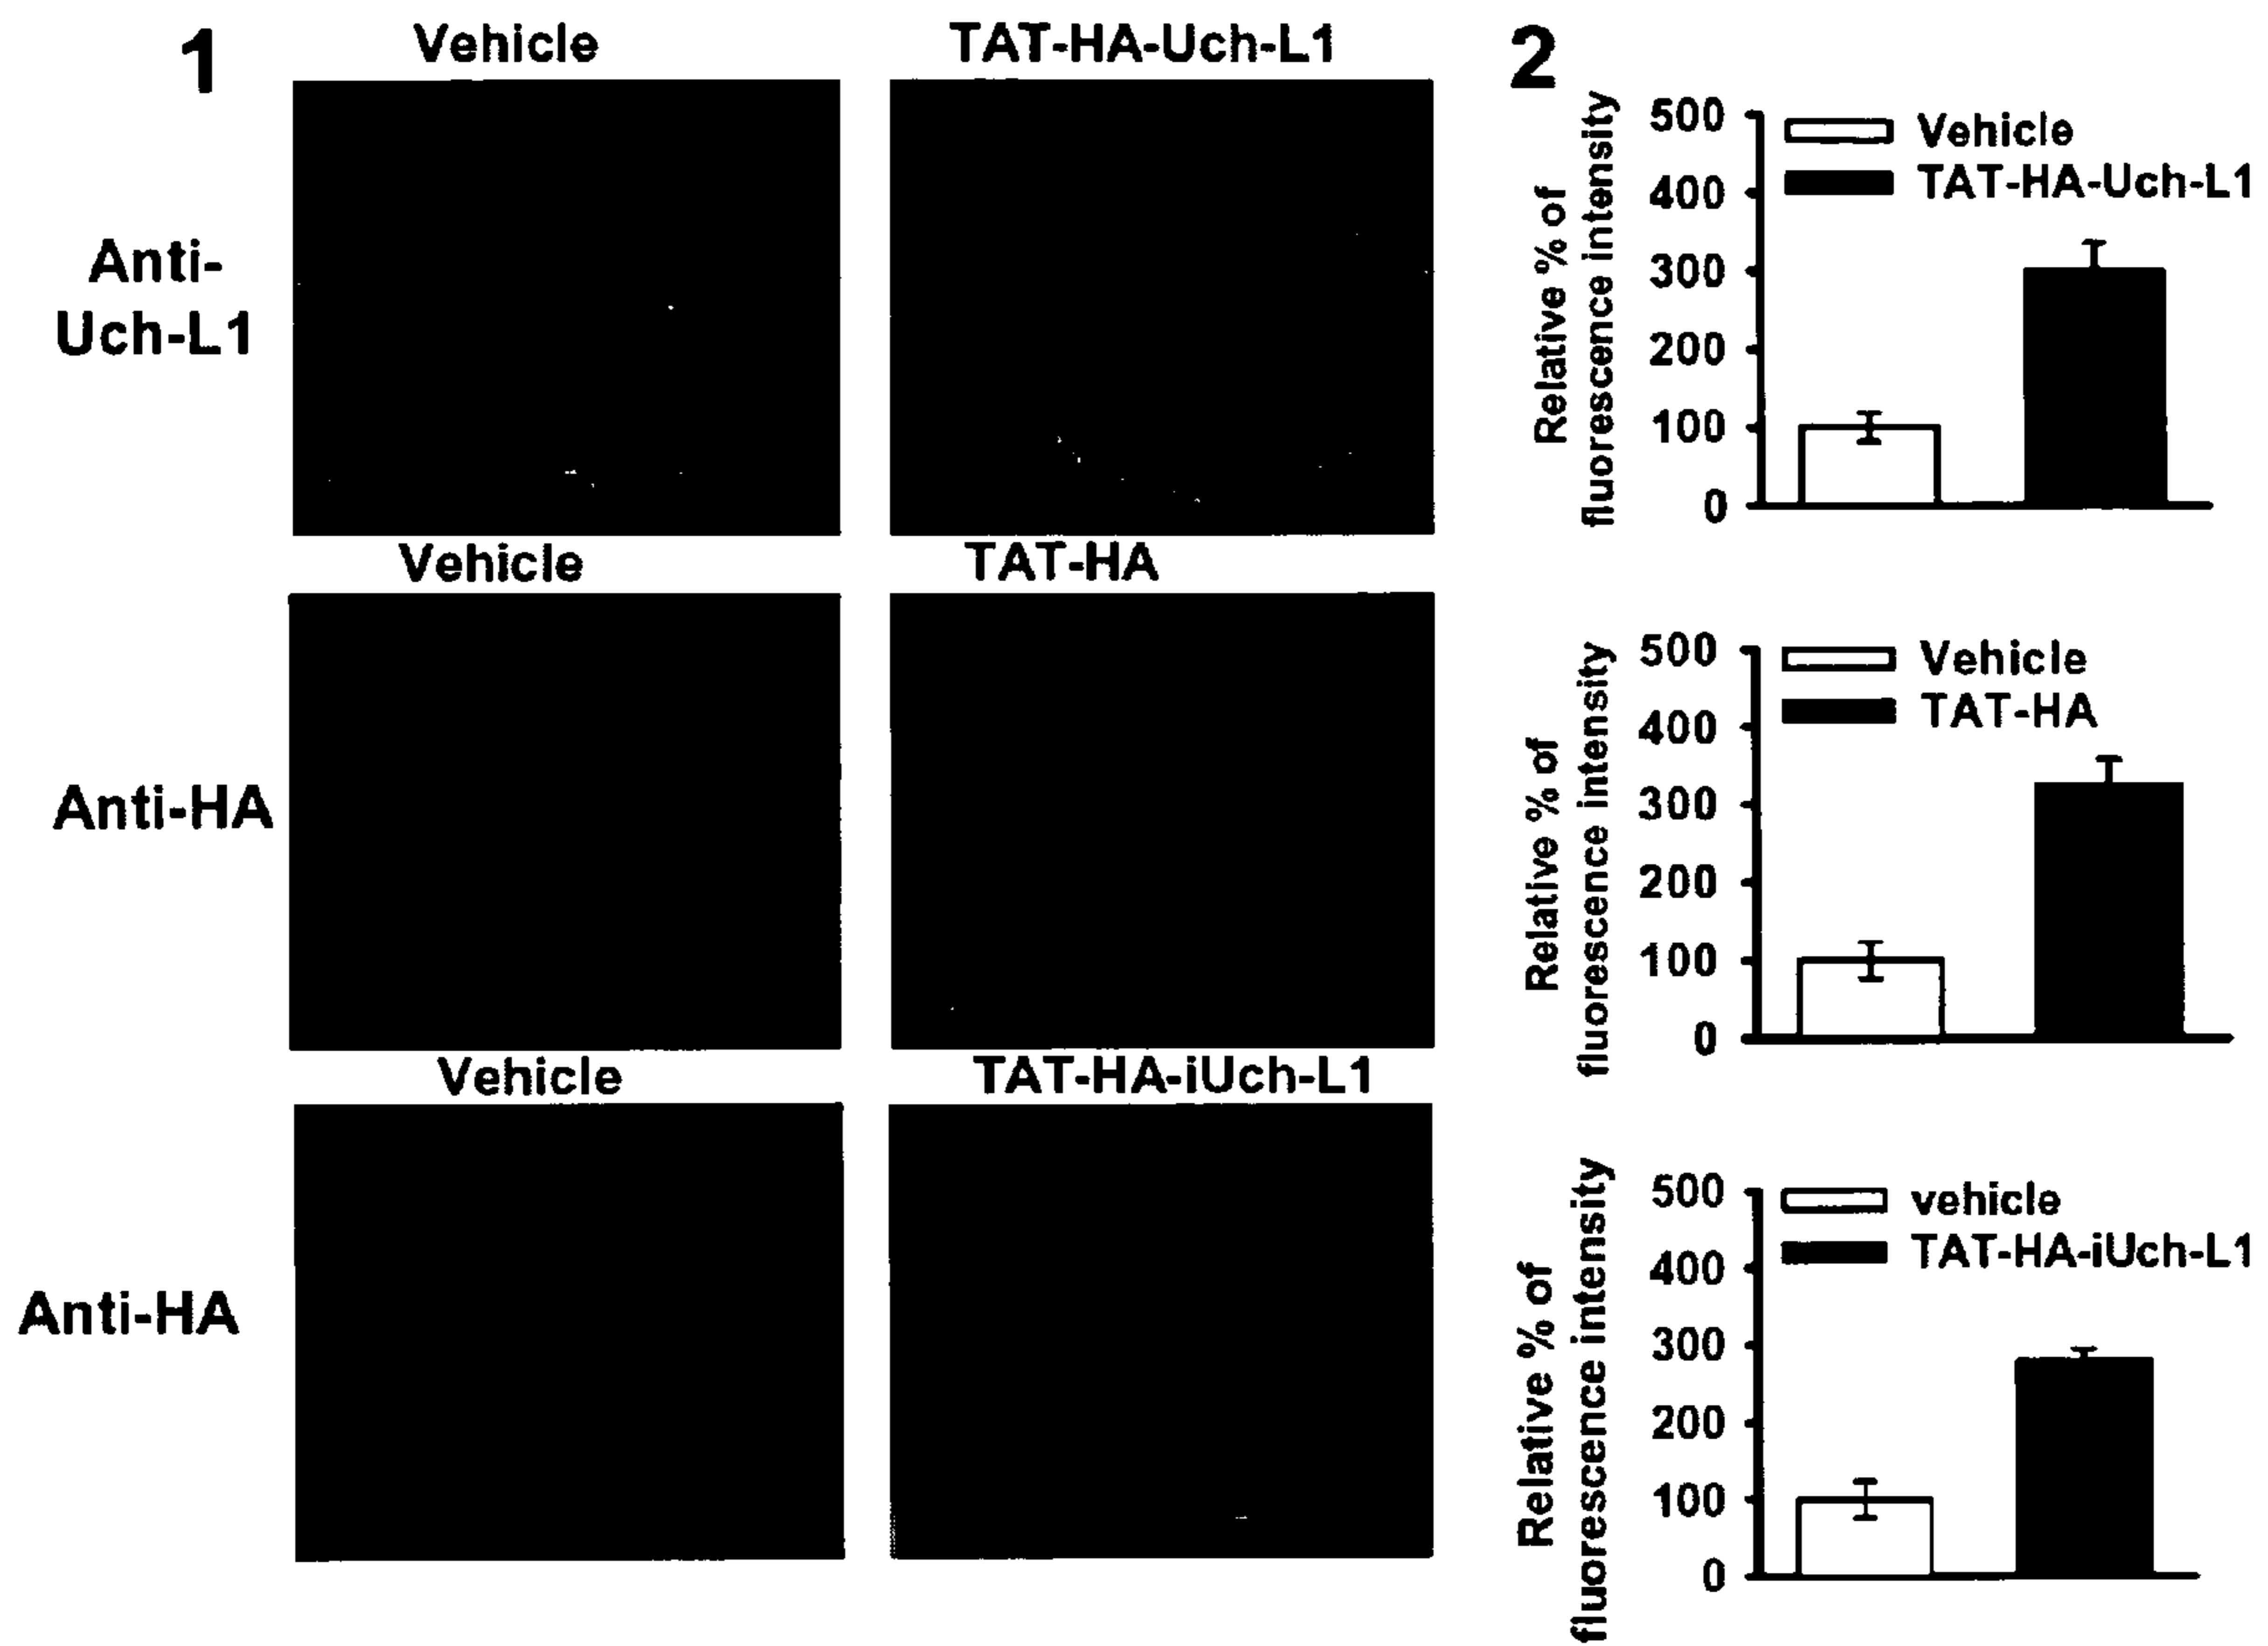 1
Vehicle
TAT-HA-Uch-L1
Anti-
Uch-L1
Vehicle
TAT-HA
Anti-HA
Vehicle
TAT-HA-iUch-L1
Anti-HA
2
Relative % of
fluorescence intensity
500
400
300
200
100
0
Vehicle
TAT-HA-Uch-L1
Relative % of
fluorescence intensity
500
400
300
200
100
0
Vehicle
TAT-HA
Relative % of
fluorescence intensity
500
400
300
200
100
0
vehicle
TAT-HA-iUch-L1